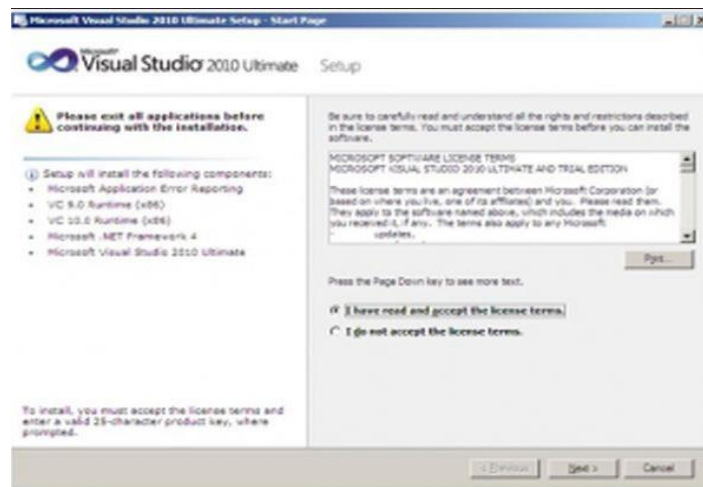 Microsoft Visual Studio 2010 Ultimate Setup - Start Page
Microsoft
Visual Studio 2010 Ultimate
Setup
Please exit all applications before
continuing with the installation.
Setup will install the following components:
Microsoft Application Error Reporting
VC 9.0 Runtime (x86)
VC 10.0 Runtime (x86)
Microsoft .NET Framework 4
Microsoft Visual Studio 2010 Ultimate
To install, you must accept the license terms and
enter a valid 25-character product key, where
prompted.
Be sure to carefully read and understand all the rights and restrictions described
in the license terms. You must accept the license terms before you can install the
software.
MICROSOFT SOFTWARE LICENSE TERMS
MICROSOFT VISUAL STUDIO 2010 ULTIMATE AND TRIAL EDITION
These license terms are an agreement between Microsoft Corporation (or
based on where you live, one of its affiliates) and you. Please read them.
They apply to the software named above, which includes the media on which
you received it, if any. The terms also apply to any Microsoft
updates,
Print...
Press the Page Down key to see more text.
I have read and accept the license terms.
I do not accept the license terms.
< Previous
Next >
Cancel